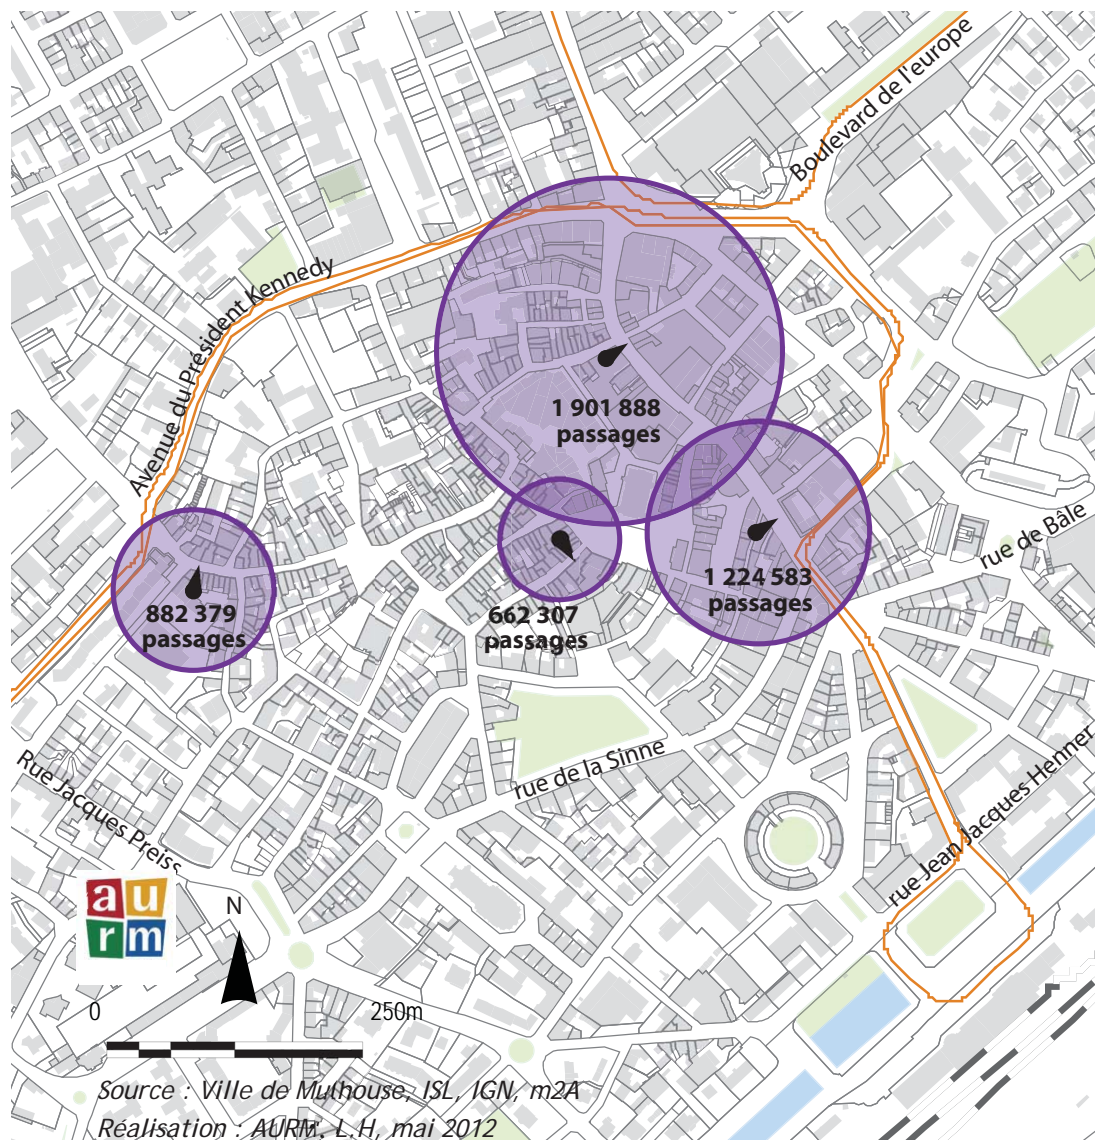 Boulevard de l'europe
Avenue du Président Kennedy
1 901 888
passages
rue de Bâle
1 224 583
passages
882 379
passages
662 307
passages
rue de la Sinne
Rue Jacques Preiss
rue Jean Jacques Henner
au
rm
N
0 250m
Source : Ville de Mulhouse, ISL, IGN, m2A
Réalisation : AURM, L.H, mai 2012